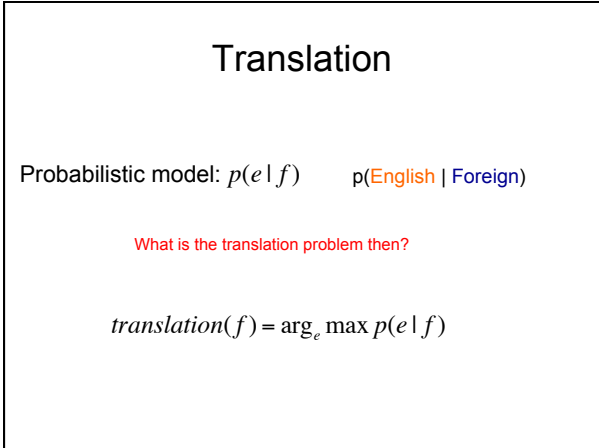 Translation
Probabilistic model: p(e | f) p(English | Foreign)
What is the translation problem then?
translation(f) = arg_e max p(e | f)